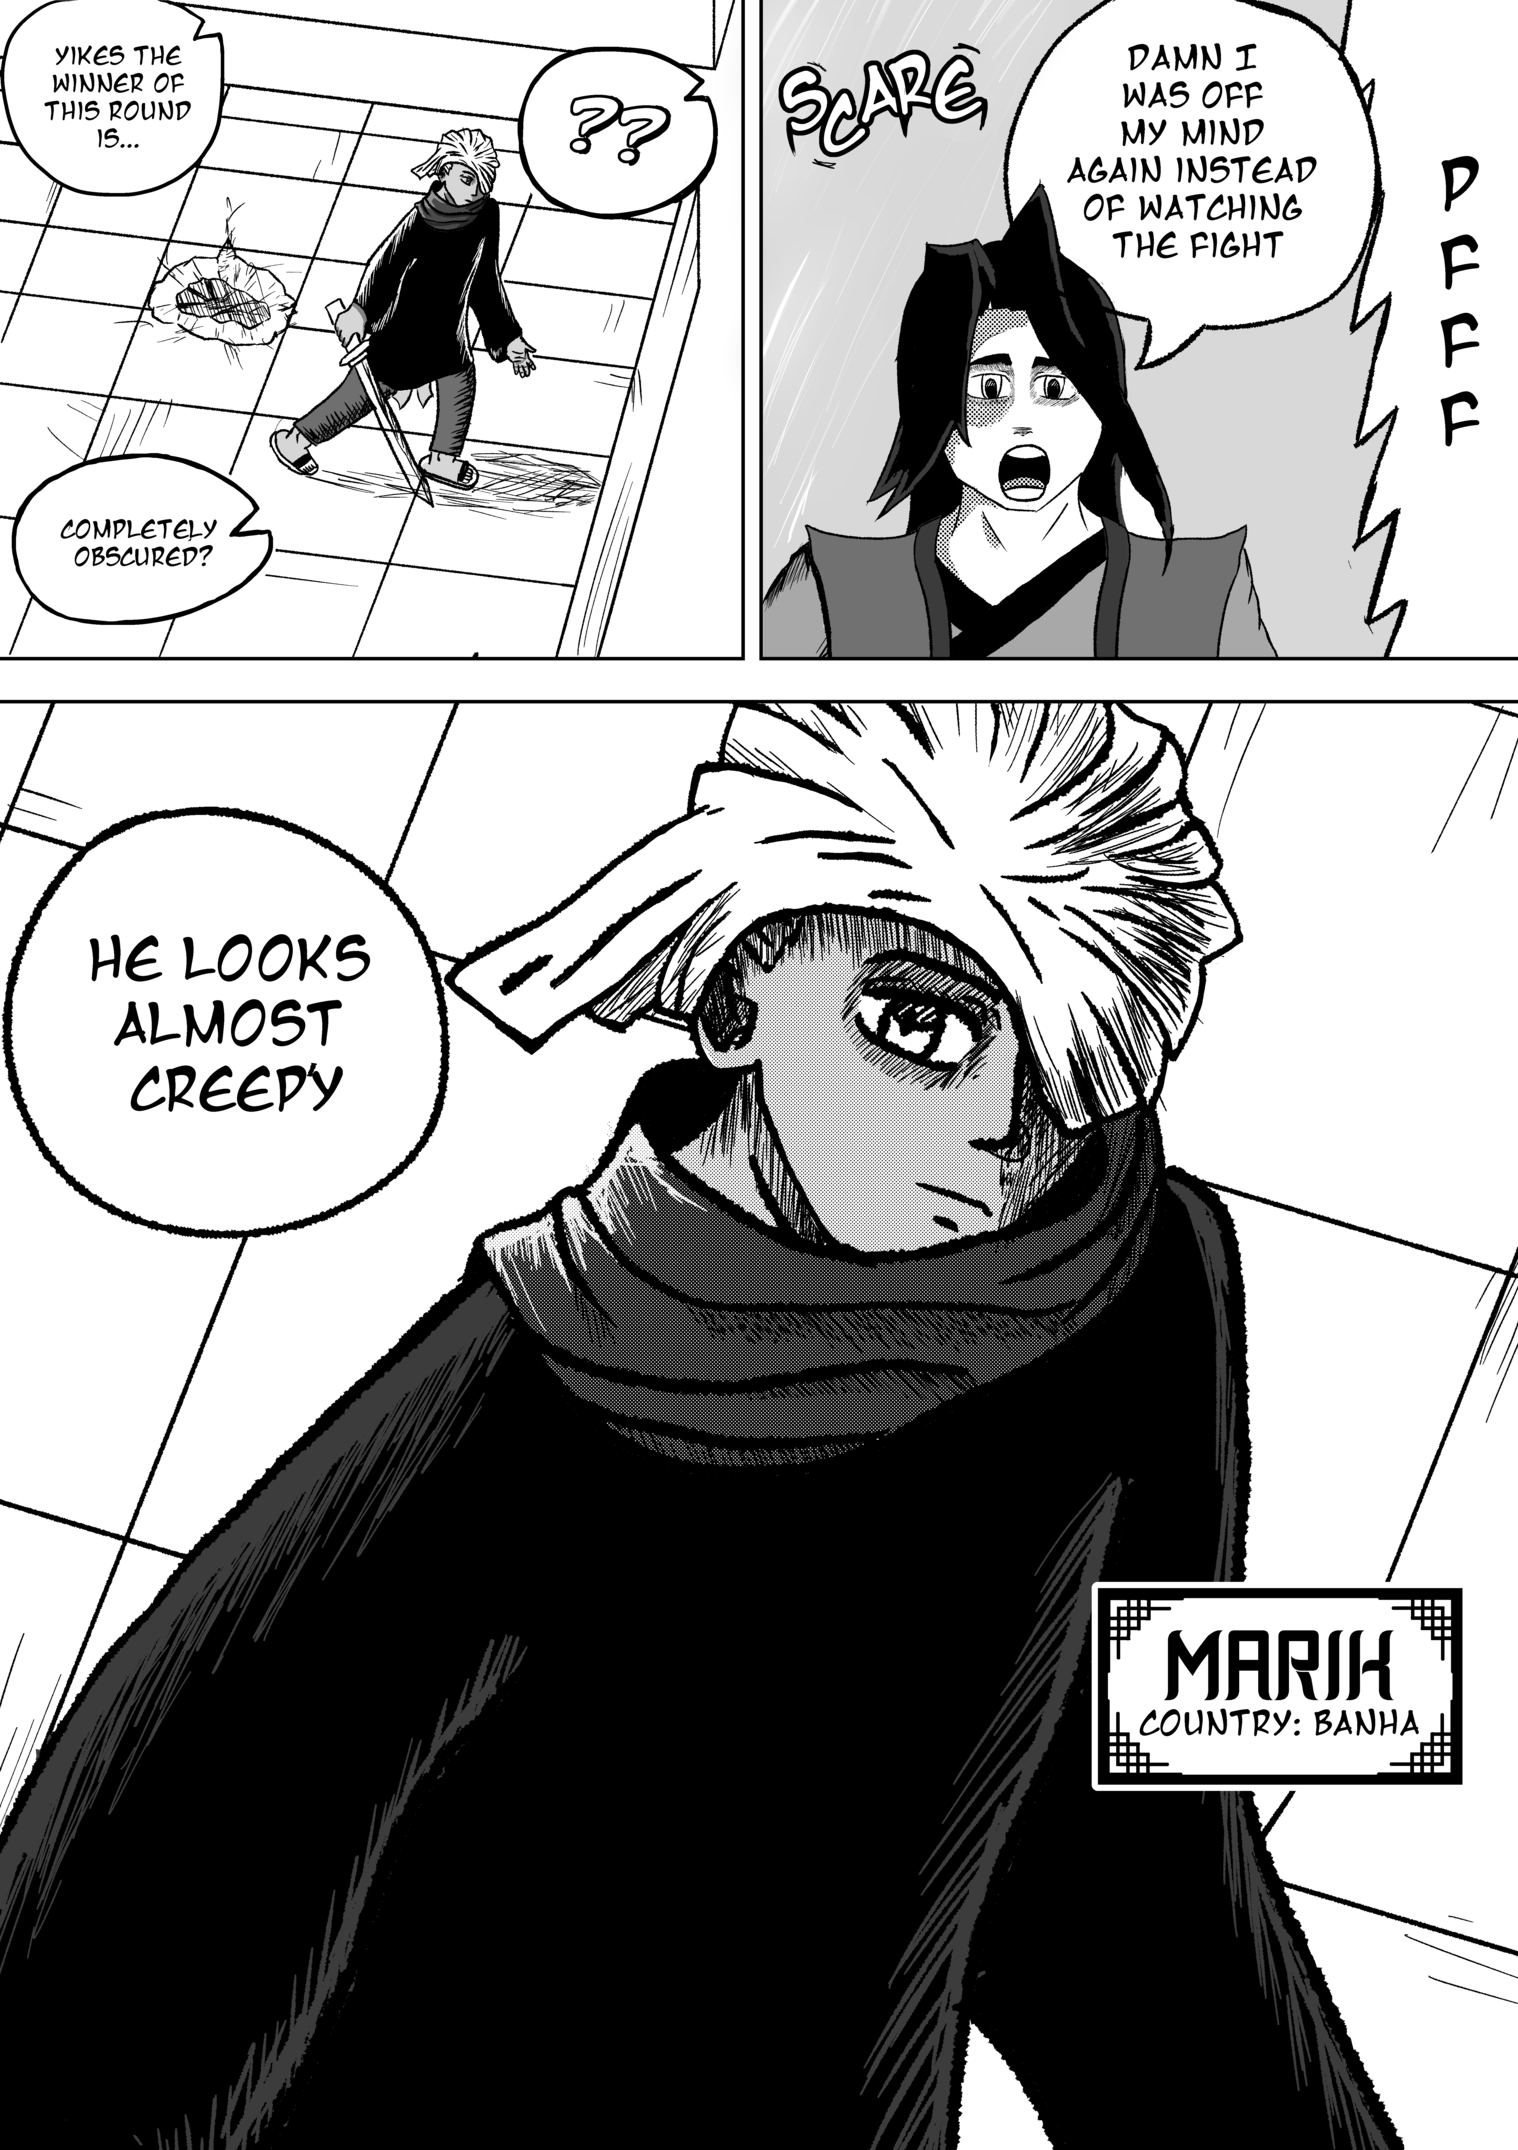 YIKES THE
WINNER OF
THIS ROUND
IS...
??
COMPLETELY
OBSCURED?
SCARE
DAMN I
WAS OFF
MY MIND
AGAIN INSTEAD
OF WATCHING
THE FIGHT
P
F
F
F
HE LOOKS
ALMOST
CREEPY
MARIK
COUNTRY: BANHA